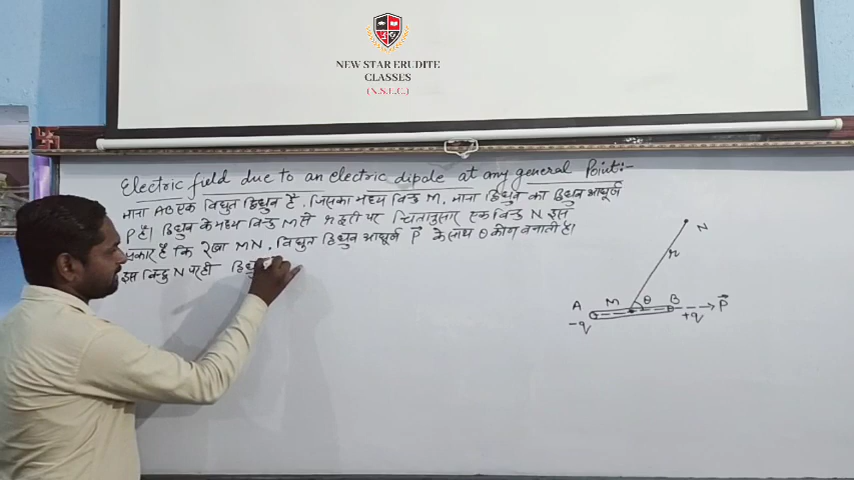 NEW STAR ERUDITE
CLASSES
(N.S.E.C.)
Electric field due to an electric dipole at any general Point:-
माना AB एक विद्युत द्विध्रुव है, जिसका मध्य बिन्दु M, माना द्विध्रुव का द्विध्रुव आघूर्ण
P है। द्विध्रुव के मध्य बिन्दु M से r दूरी पर चित्रानुसार एक बिन्दु N इस
प्रकार है कि रेखा MN, विद्युत द्विध्रुव आघूर्ण P⃗ के साथ θ कोण बनाती है।
इस बिन्दु N पर ही द्विध्रु
N
r
A M θ B P⃗
-q +q